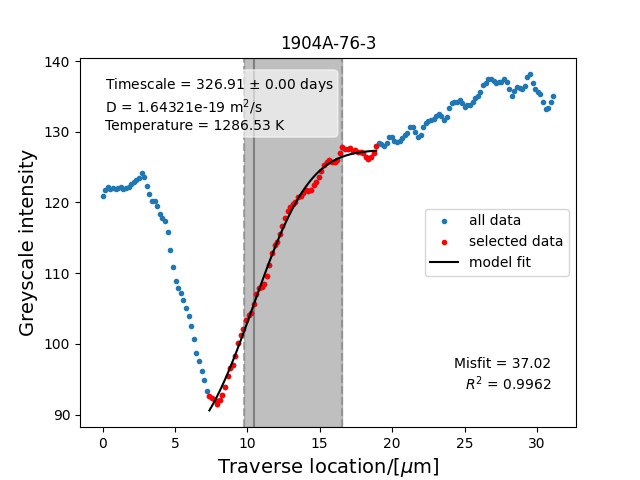 1904A-76-3
Timescale = 326.91 ± 0.00 days
D = 1.64321e-19 m²/s
Temperature = 1286.53 K
140
130
120
110
100
90
Greyscale intensity
all data
selected data
model fit
Misfit = 37.02
R² = 0.9962
0 5 10 15 20 25 30
Traverse location/[μm]